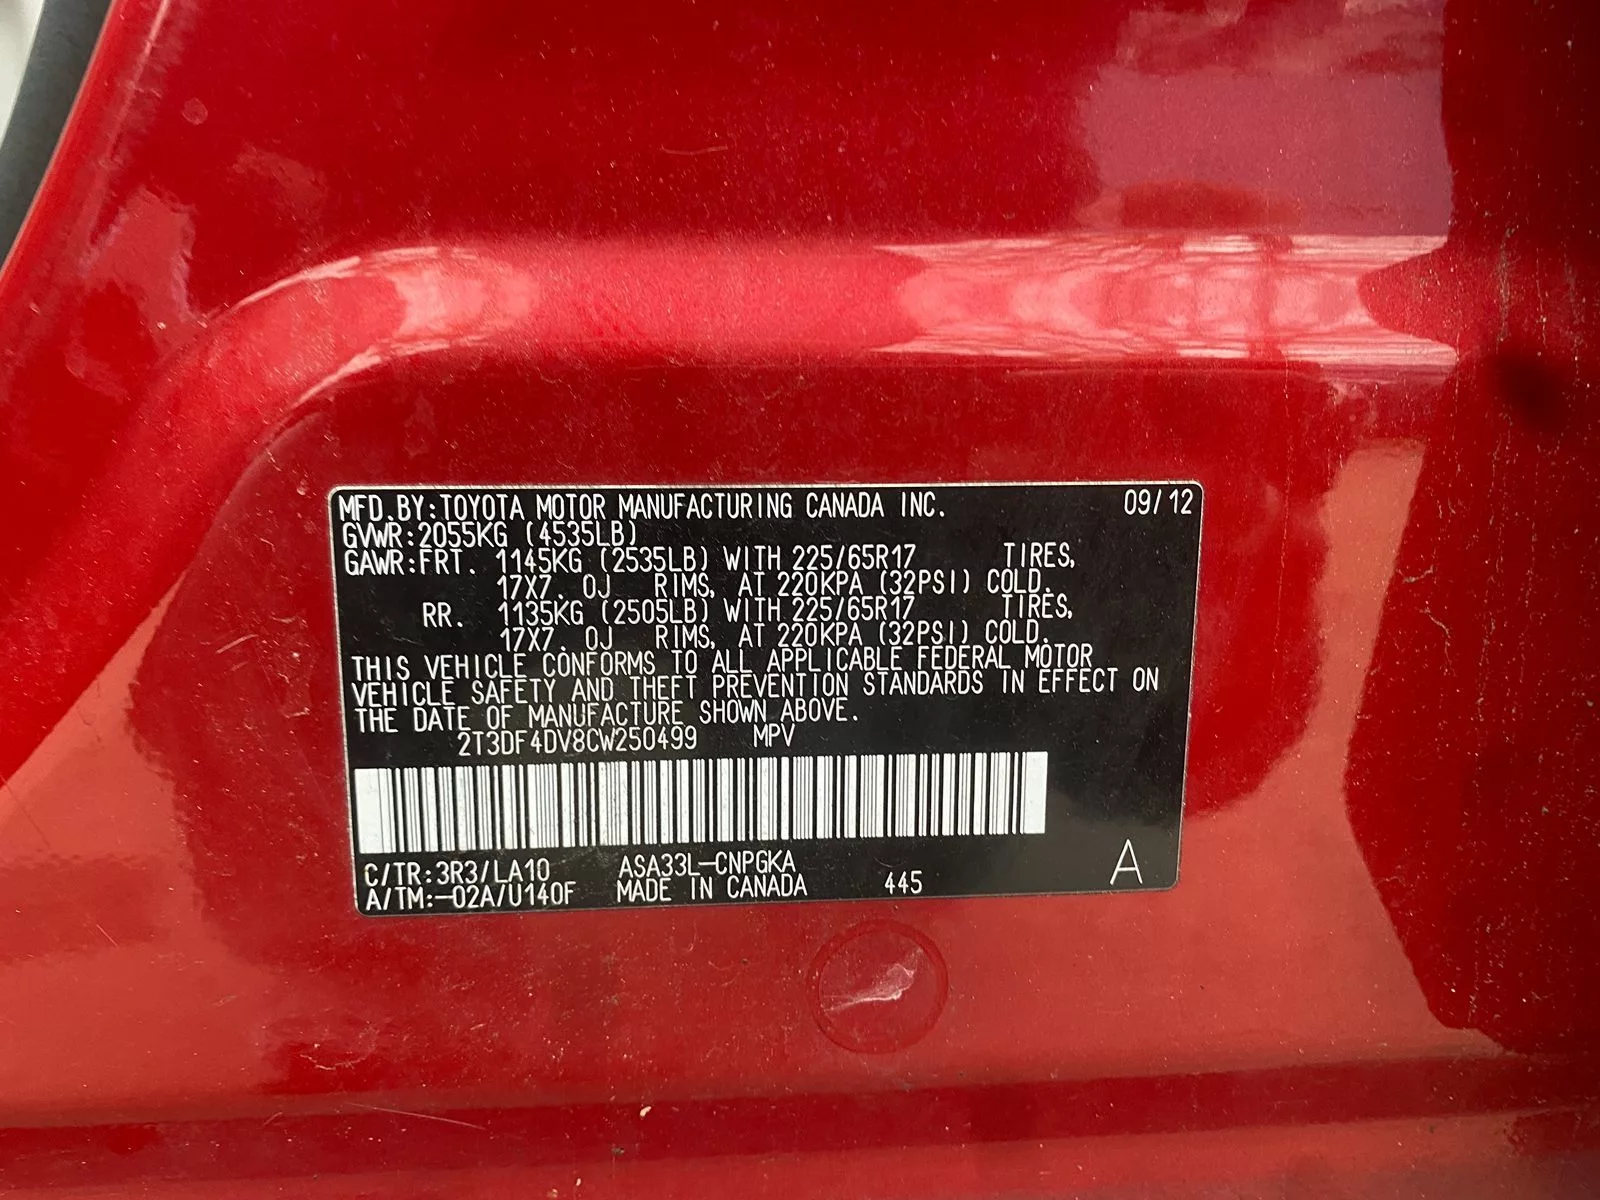 MFD.BY:TOYOTA MOTOR MANUFACTURING CANADA INC. 09/12
GVWR:2055KG (4535LB)
GAWR:FRT. 1145KG (2535LB) WITH 225/65R17 TIRES,
17X7. 0J RIMS, AT 220KPA (32PSI) COLD.
RR. 1135KG (2505LB) WITH 225/65R17 TIRES,
17X7. 0J RIMS, AT 220KPA (32PSI) COLD.
THIS VEHICLE CONFORMS TO ALL APPLICABLE FEDERAL MOTOR
VEHICLE SAFETY AND THEFT PREVENTION STANDARDS IN EFFECT ON
THE DATE OF MANUFACTURE SHOWN ABOVE.
2T3DF4DV8CW250499 MPV
C/TR:3R3/LA10 ASA33L-CNPGKA
A/TM:-02A/U140F MADE IN CANADA 445 A